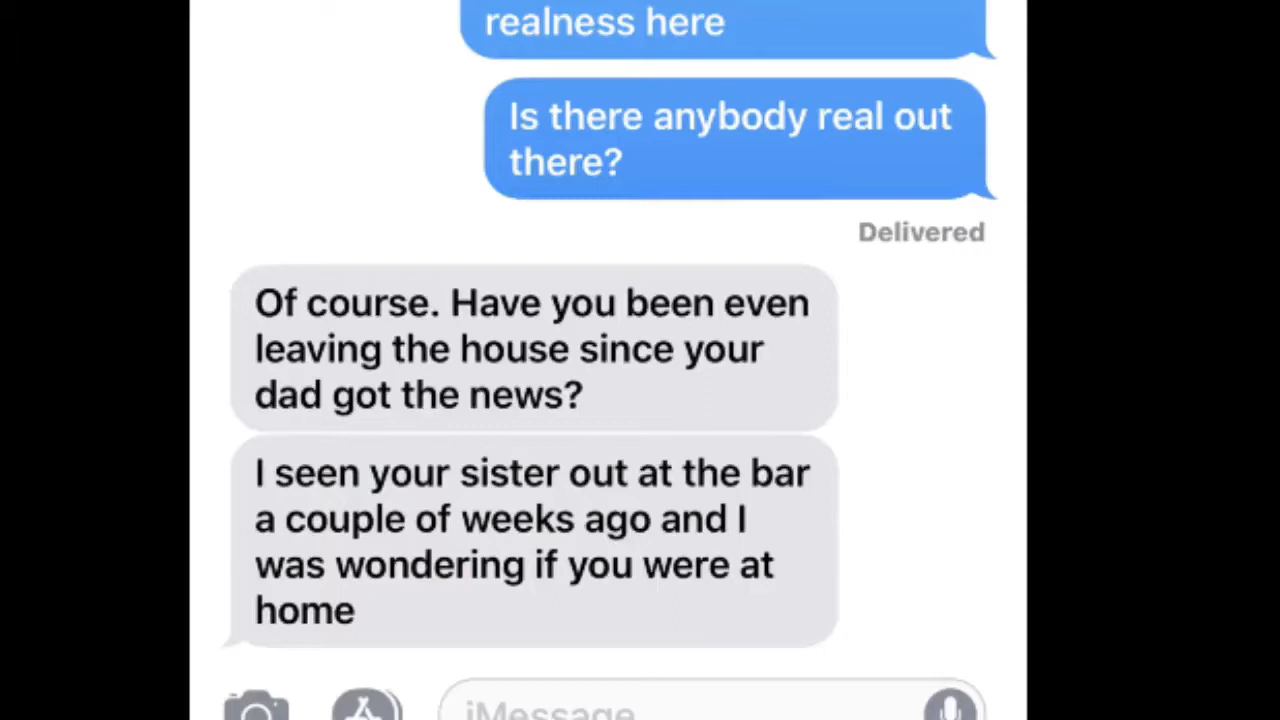 realness here
Is there anybody real out
there?
Delivered
Of course. Have you been even
leaving the house since your
dad got the news?
I seen your sister out at the bar
a couple of weeks ago and I
was wondering if you were at
home
iMessage